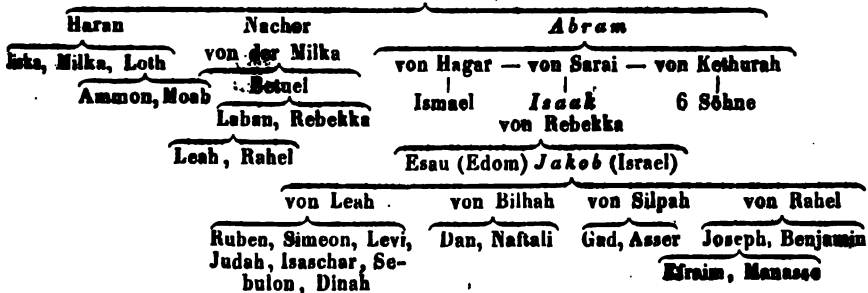 Haran Nachor Abram
Iska, Milka, Loth von der Milka von Hagar — von Sarai — von Kethurah
Ammon, Moab Betuel Ismael Isaak 6 Söhne
Laban, Rebekka von Rebekka
Leah, Rahel Esau (Edom) Jakob (Israel)
von Leah von Bilhah von Silpah von Rahel
Ruben, Simeon, Levi, Dan, Naftali Gad, Asser Joseph, Benjamin
Judah, Isaschar, Se- Efraim, Manasse
bulon, Dinah